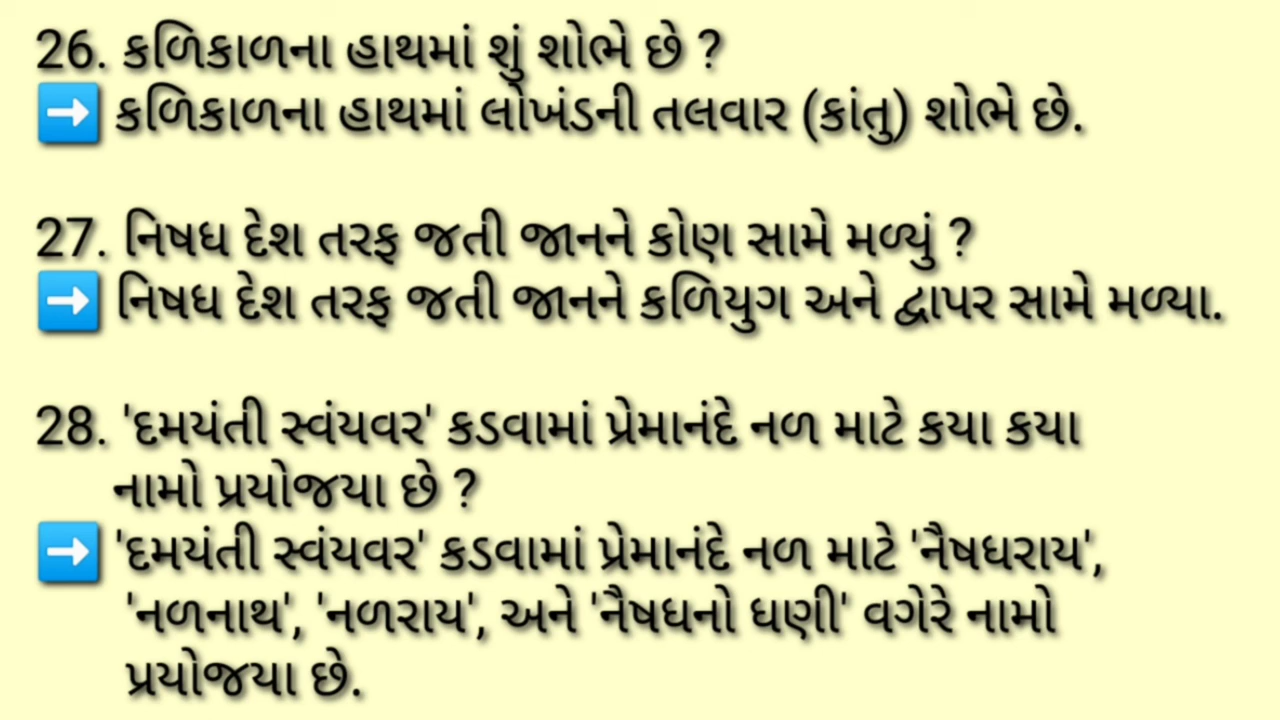 26. કળિકાળના હાથમાં શું શોભે છે ?
➡ કળિકાળના હાથમાં લોખંડની તલવાર (કાંતુ) શોભે છે.
27. નિષધ દેશ તરફ જતી જાનને કોણ સામે મળ્યું ?
➡ નિષધ દેશ તરફ જતી જાનને કળિયુગ અને દ્વાપર સામે મળ્યા.
28. 'દમયંતી સ્વંયવર' કડવામાં પ્રેમાનંદે નળ માટે કયા કયા
નામો પ્રયોજયા છે ?
➡ 'દમયંતી સ્વંયવર' કડવામાં પ્રેમાનંદે નળ માટે 'નૈષધરાય',
'નળનાથ', 'નળરાય', અને 'નૈષધનો ધણી' વગેરે નામો
પ્રયોજયા છે.